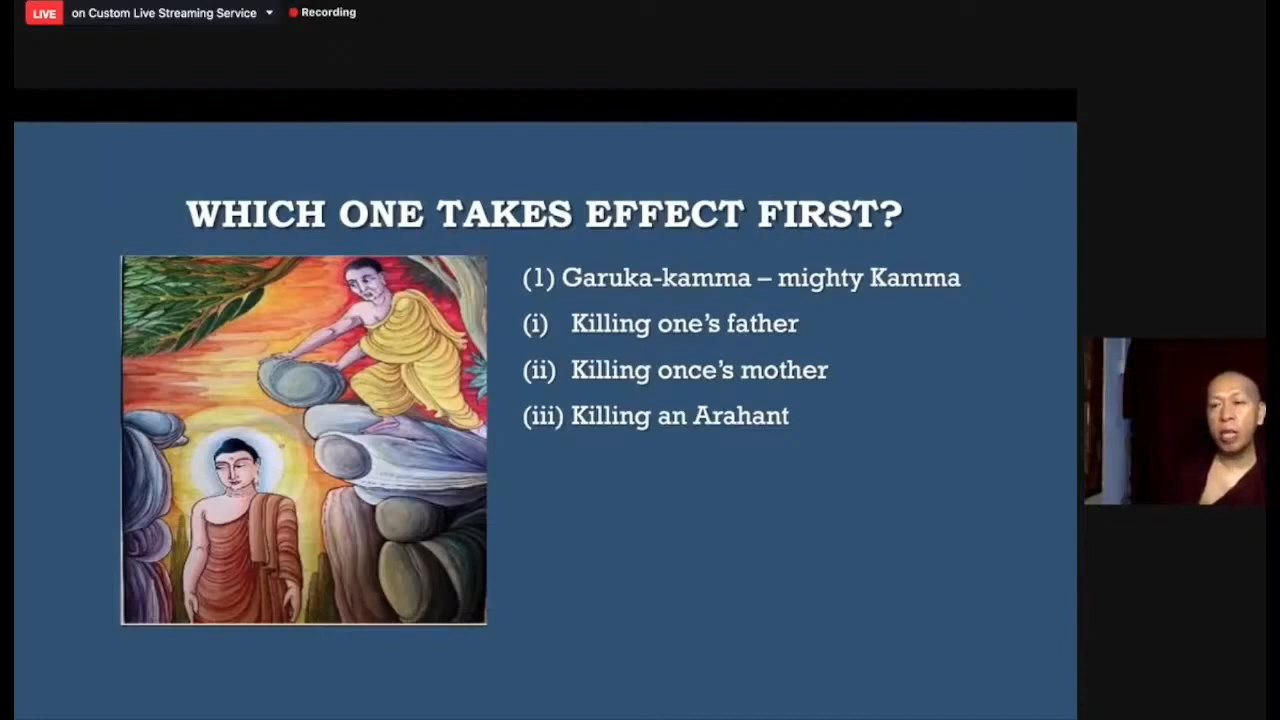 LIVE on Custom Live Streaming Service Recording
WHICH ONE TAKES EFFECT FIRST?
(1) Garuka-kamma – mighty Kamma
(i) Killing one's father
(ii) Killing once's mother
(iii) Killing an Arahant